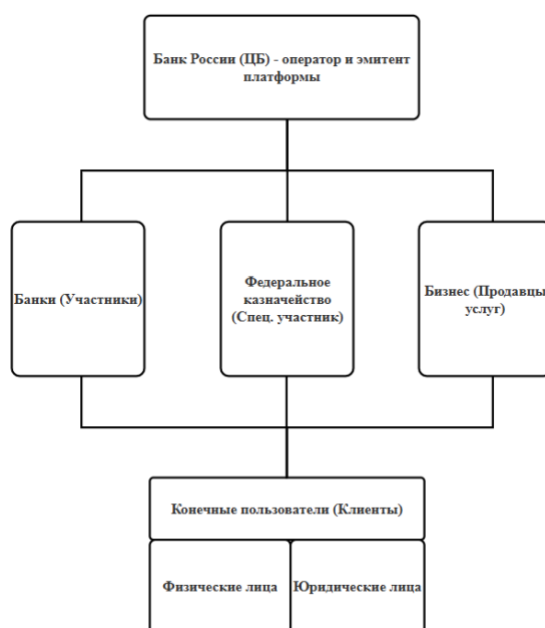 Банк России (ЦБ) - оператор и эмитент
платформы
Банки (Участники)
Федеральное
казначейство
(Спец. участник)
Бизнес (Продавцы
услуг)
Конечные пользователи (Клиенты)
Физические лица
Юридические лица